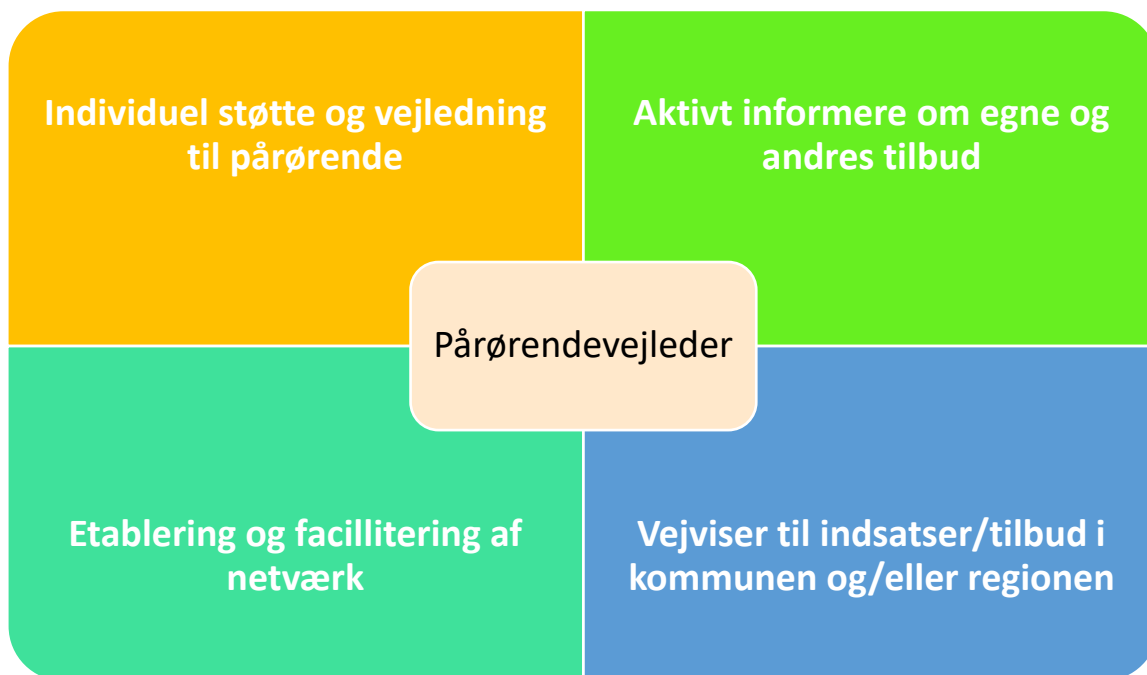 Individuel støtte og vejledning
til pårørende
Aktivt informere om egne og
andres tilbud
Pårørendevejleder
Etablering og facillitering af
netværk
Vejviser til indsatser/tilbud i
kommunen og/eller regionen